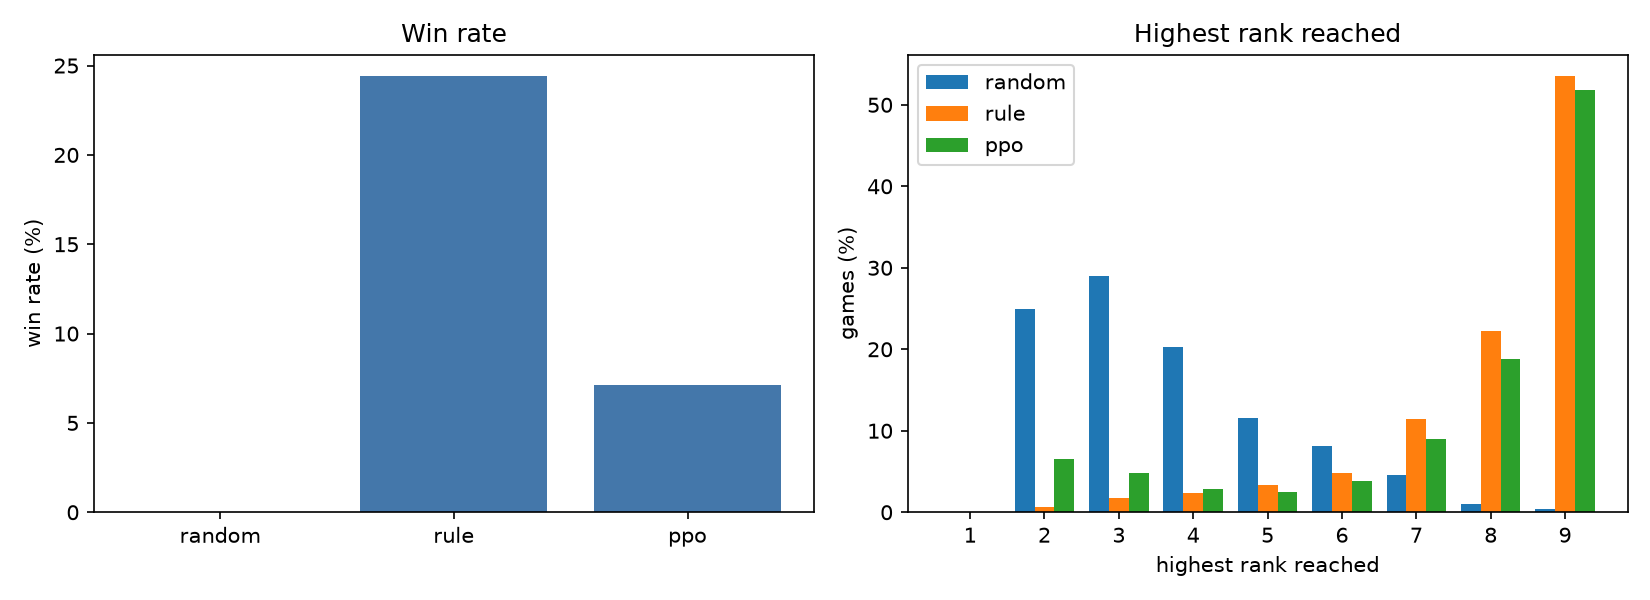 Win rate
win rate (%)
25
20
15
10
5
0
random rule ppo
Highest rank reached
games (%)
50
40
30
20
10
0
random
rule
ppo
1 2 3 4 5 6 7 8 9
highest rank reached